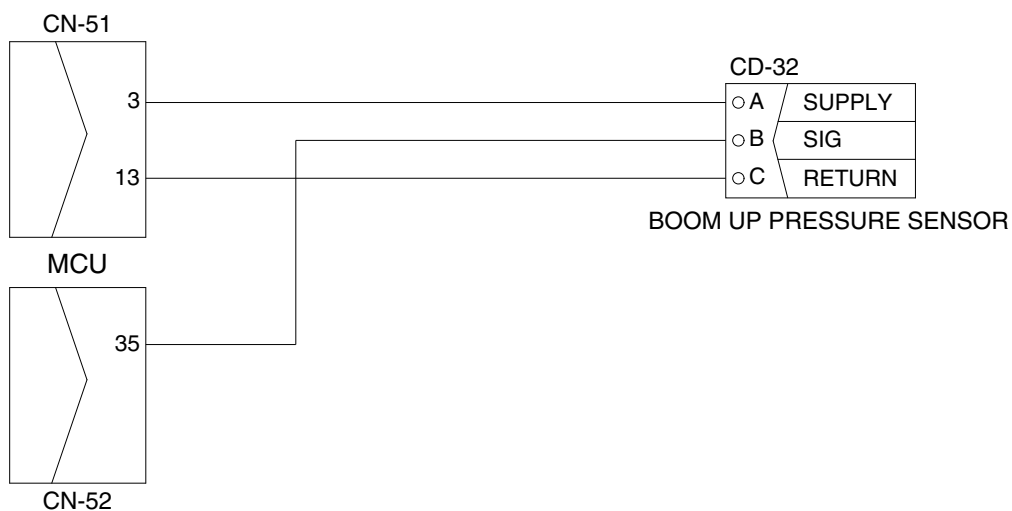 CN-51
3
13
MCU
35
CN-52
CD-32
A SUPPLY
B SIG
C RETURN
BOOM UP PRESSURE SENSOR